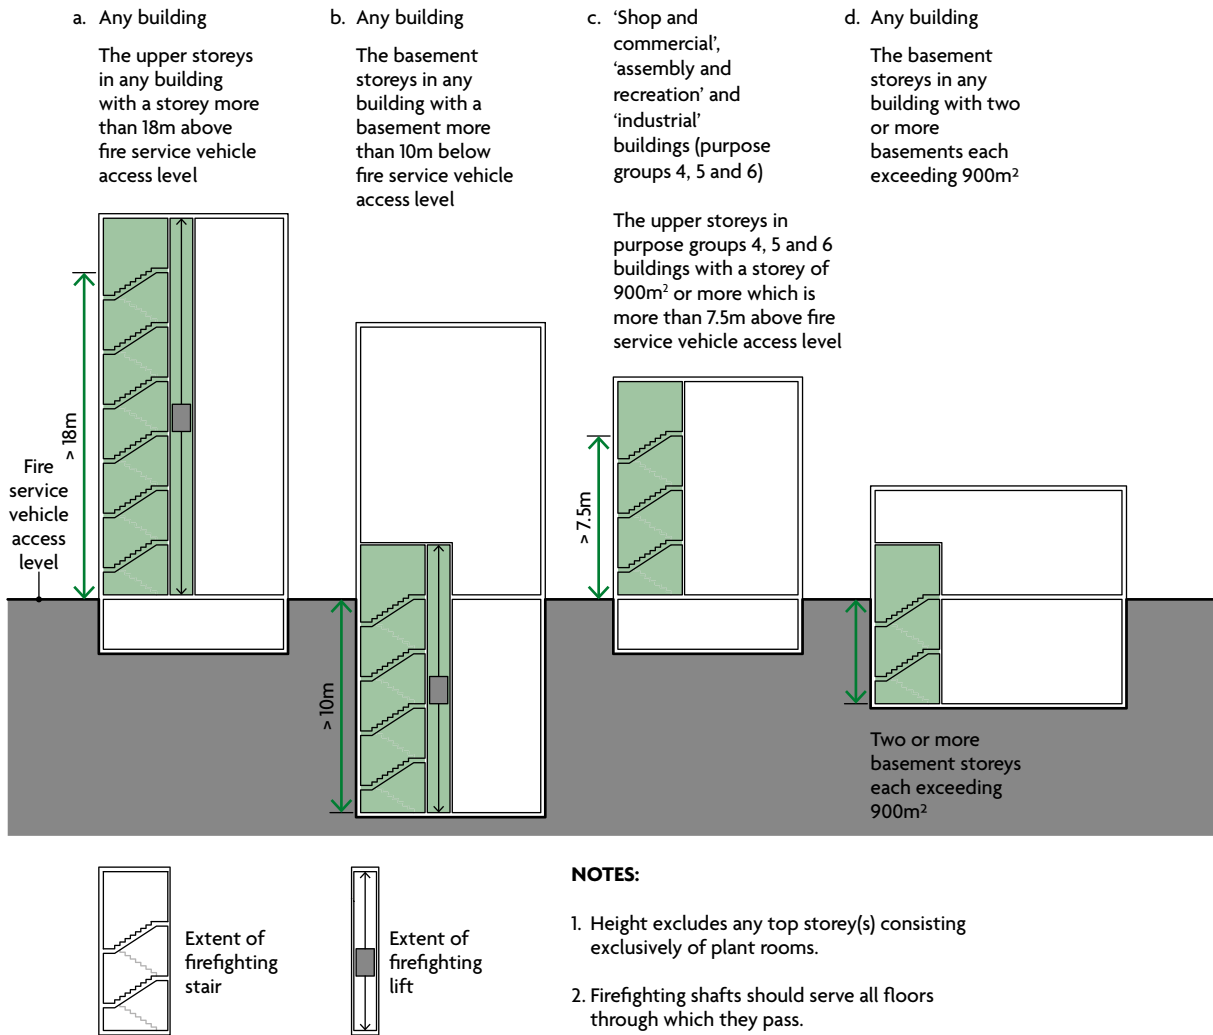 a. Any building
The upper storeys
in any building
with a storey more
than 18m above
fire service vehicle
access level
b. Any building
The basement
storeys in any
building with a
basement more
than 10m below
fire service vehicle
access level
c. ‘Shop and
commercial’,
‘assembly and
recreation’ and
‘industrial’
buildings (purpose
groups 4, 5 and 6)
The upper storeys in
purpose groups 4, 5 and 6
buildings with a storey of
900m² or more which is
more than 7.5m above fire
service vehicle access level
d. Any building
The basement
storeys in any
building with two
or more
basements each
exceeding 900m²
> 18m
Fire
service
vehicle
access
level
> 10m
> 7.5m
Two or more
basement storeys
each exceeding
900m²
Extent of
firefighting
stair
Extent of
firefighting
lift
NOTES:
1. Height excludes any top storey(s) consisting
exclusively of plant rooms.
2. Firefighting shafts should serve all floors
through which they pass.